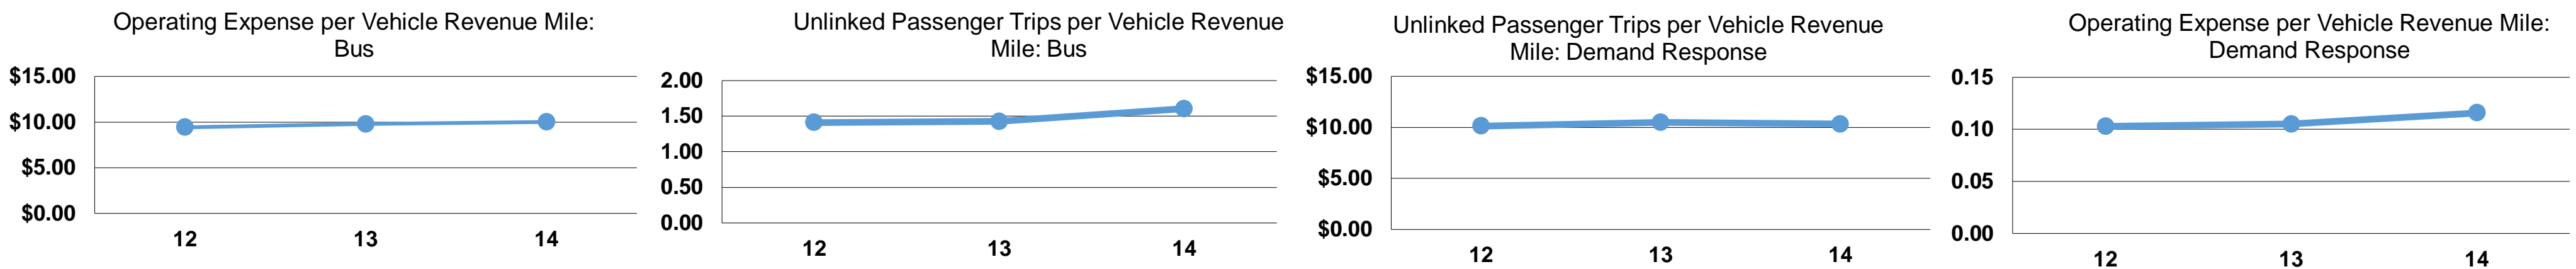 Operating Expense per Vehicle Revenue Mile:
Bus
$15.00
$10.00
$5.00
$0.00
12 13 14
Unlinked Passenger Trips per Vehicle Revenue
Mile: Bus
2.00
1.50
1.00
0.50
0.00
12 13 14
Unlinked Passenger Trips per Vehicle Revenue
Mile: Demand Response
$15.00
$10.00
$5.00
$0.00
12 13 14
Operating Expense per Vehicle Revenue Mile:
Demand Response
0.15
0.10
0.05
0.00
12 13 14